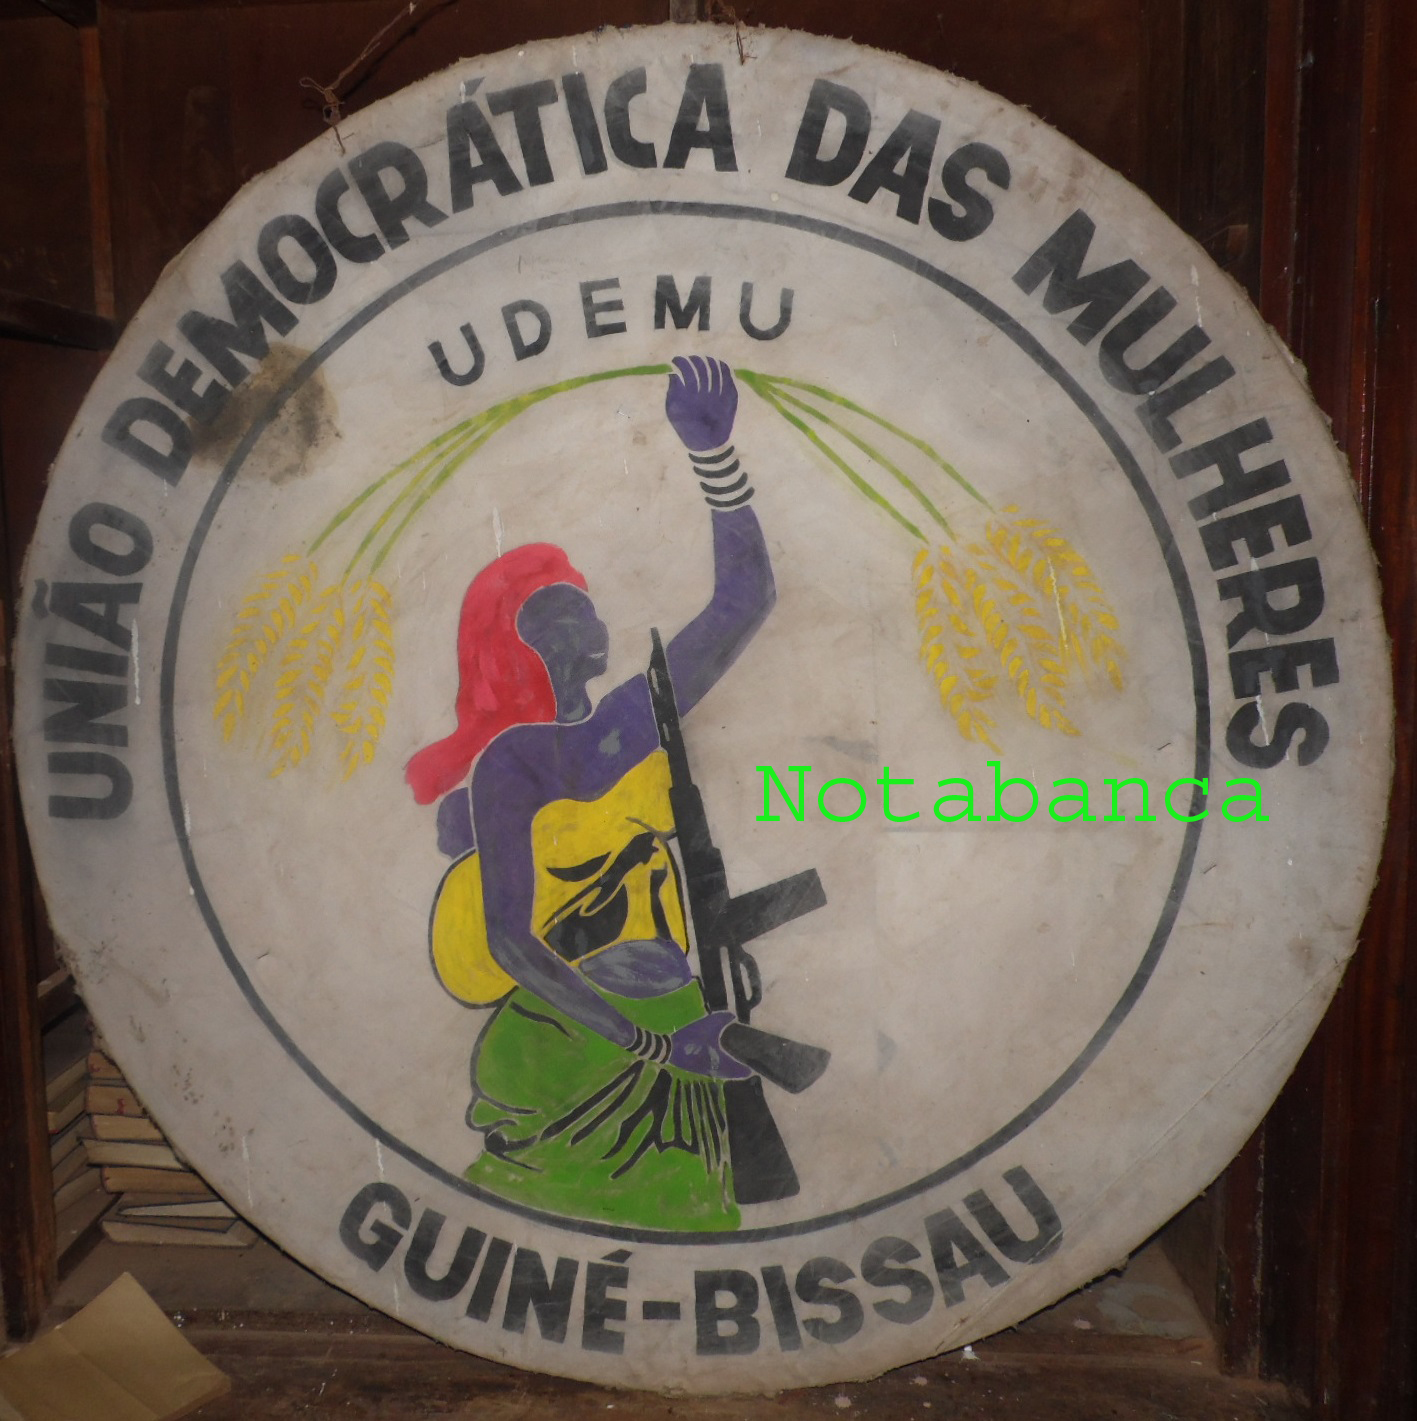 UNIÃO DEMOCRÁTICA DAS MULHERES
UDEMU
Notabanca
GUINÉ-BISSAU